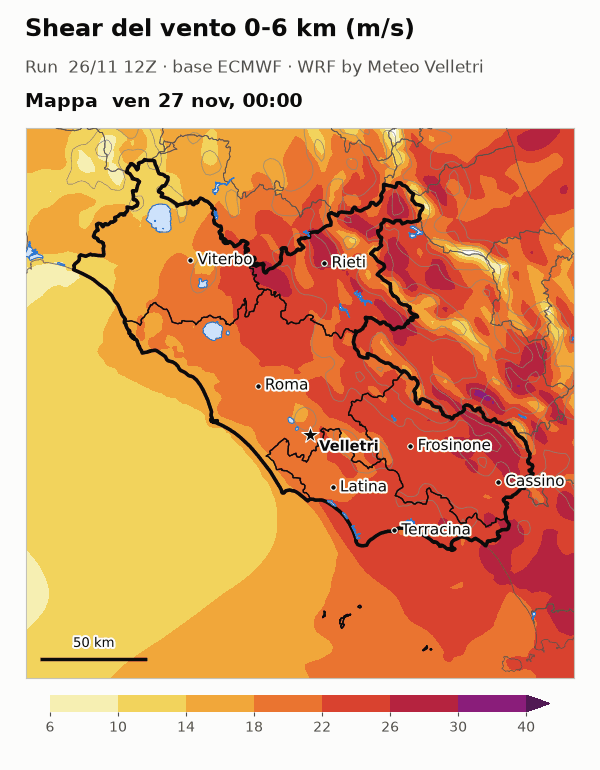 Shear del vento 0-6 km (m/s)
Run 26/11 12Z · base ECMWF · WRF by Meteo Velletri
Mappa ven 27 nov, 00:00
Viterbo
Rieti
Roma
Velletri
Frosinone
Latina
Cassino
Terracina
50 km
6 10 14 18 22 26 30 40